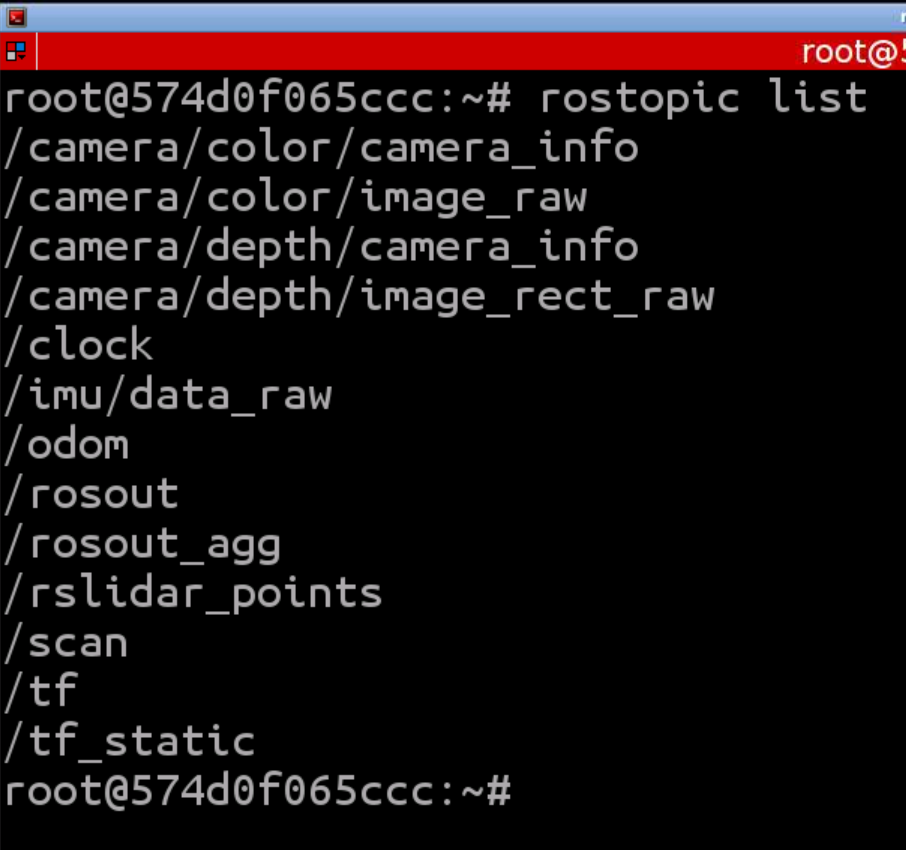 root@5
root@574d0f065ccc:~# rostopic list
/camera/color/camera_info
/camera/color/image_raw
/camera/depth/camera_info
/camera/depth/image_rect_raw
/clock
/imu/data_raw
/odom
/rosout
/rosout_agg
/rslidar_points
/scan
/tf
/tf_static
root@574d0f065ccc:~#